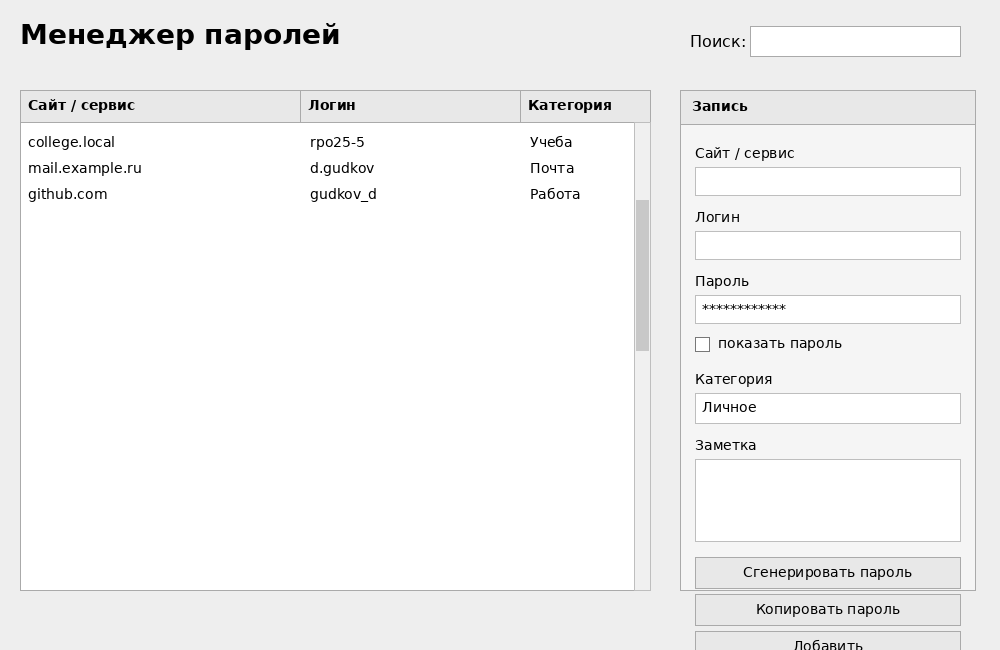 Менеджер паролей
Поиск:
Сайт / сервис Логин Категория
college.local rpo25-5 Учеба
mail.example.ru d.gudkov Почта
github.com gudkov_d Работа
Запись
Сайт / сервис
Логин
Пароль
************
показать пароль
Категория
Личное
Заметка
Сгенерировать пароль
Копировать пароль
Добавить